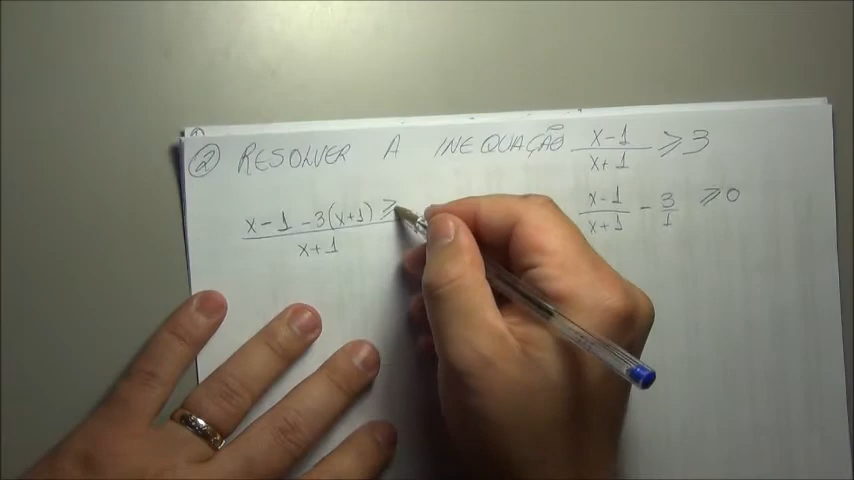 ② RESOLVER A INEQUAÇÃO x-1/x+1 ⩾ 3
x-1/x+1 - 3/1 ⩾ 0
x-1-3(x+1) ⩾
x+1